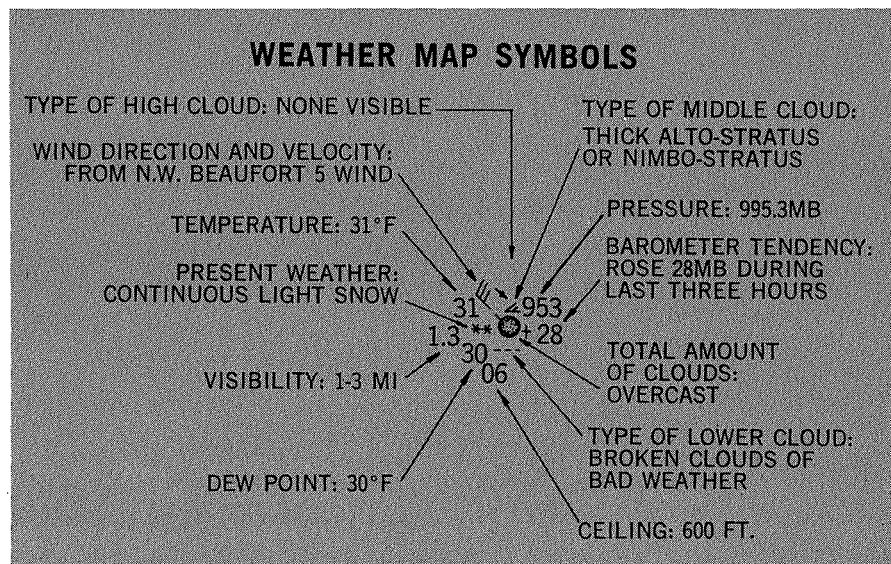 WEATHER MAP SYMBOLS
TYPE OF HIGH CLOUD: NONE VISIBLE
TYPE OF MIDDLE CLOUD:
THICK ALTO-STRATUS
OR NIMBO-STRATUS
WIND DIRECTION AND VELOCITY:
FROM N.W. BEAUFORT 5 WIND
PRESSURE: 995.3MB
TEMPERATURE: 31°F
BAROMETER TENDENCY:
ROSE 28MB DURING
LAST THREE HOURS
PRESENT WEATHER:
CONTINUOUS LIGHT SNOW
31 953
1.3 ** +28
30
06
TOTAL AMOUNT
OF CLOUDS:
OVERCAST
VISIBILITY: 1-3 MI
TYPE OF LOWER CLOUD:
BROKEN CLOUDS OF
BAD WEATHER
DEW POINT: 30°F
CEILING: 600 FT.